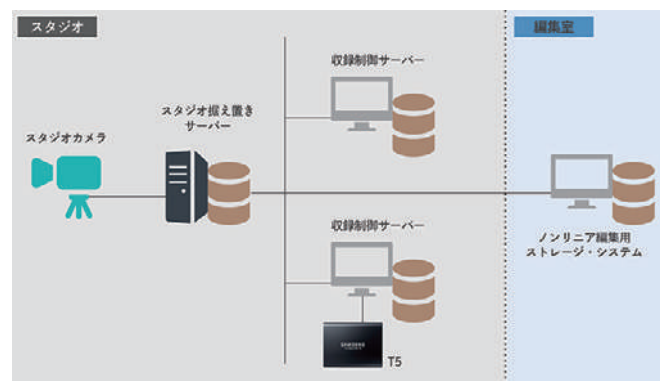 スタジオ
編集室
収録制御サーバー
スタジオ据え置き
サーバー
スタジオカメラ
収録制御サーバー
ノンリニア編集用
ストレージ・システム
SAMSUNG
T5